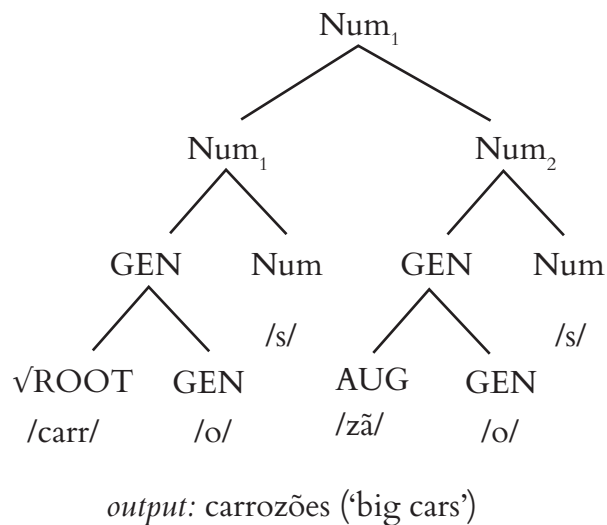 Num₁
Num₁ Num₂
GEN Num GEN Num
/s/ /s/
√ROOT GEN AUG GEN
/carr/ /o/ /zã/ /o/
output: carrozões (‘big cars’)